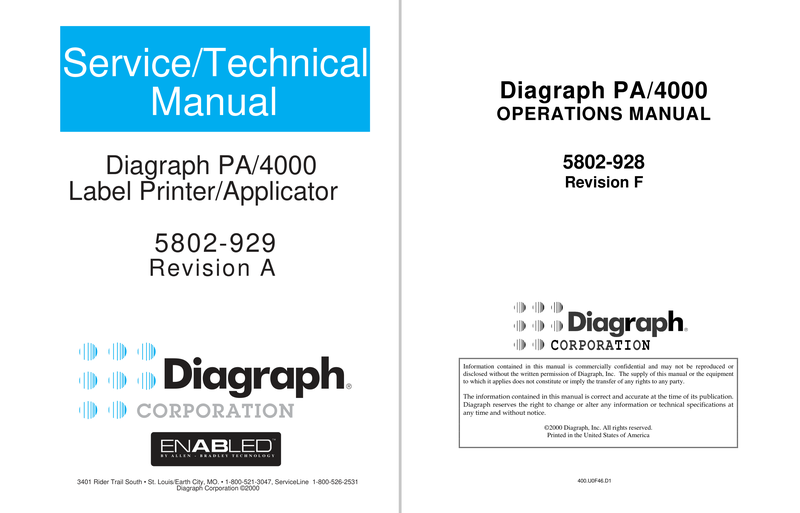 Service/Technical
Manual
Diagraph PA/4000
Label Printer/Applicator
5802-929
Revision A
Diagraph®
CORPORATION
ENABLED™
BY ALLEN - BRADLEY TECHNOLOGY
3401 Rider Trail South • St. Louis/Earth City, MO. • 1-800-521-3047, ServiceLine 1-800-526-2531
Diagraph Corporation ©2000
Diagraph PA/4000
OPERATIONS MANUAL
5802-928
Revision F
Diagraph®
CORPORATION
Information contained in this manual is commercially confidential and may not be reproduced or
disclosed without the written permission of Diagraph, Inc. The supply of this manual or the equipment
to which it applies does not constitute or imply the transfer of any rights to any party.
The information contained in this manual is correct and accurate at the time of its publication.
Diagraph reserves the right to change or alter any information or technical specifications at
any time and without notice.
©2000 Diagraph, Inc. All rights reserved.
Printed in the United States of America
400.U0F46.D1